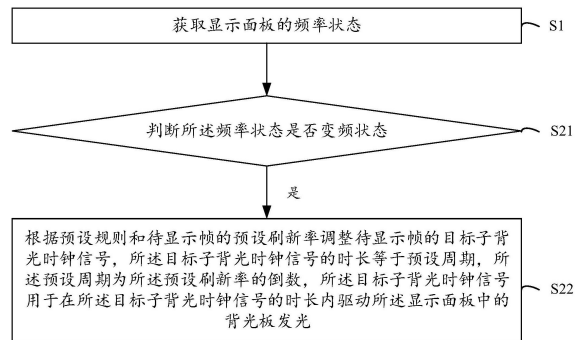 获取显示面板的频率状态
S1
判断所述频率状态是否变频状态
S21
是
根据预设规则和待显示帧的预设刷新率调整待显示帧的目标子背
光时钟信号，所述目标子背光时钟信号的时长等于预设周期，所
述预设周期为所述预设刷新率的倒数，所述目标子背光时钟信号
用于在所述目标子背光时钟信号的时长内驱动所述显示面板中的
背光板发光
S22